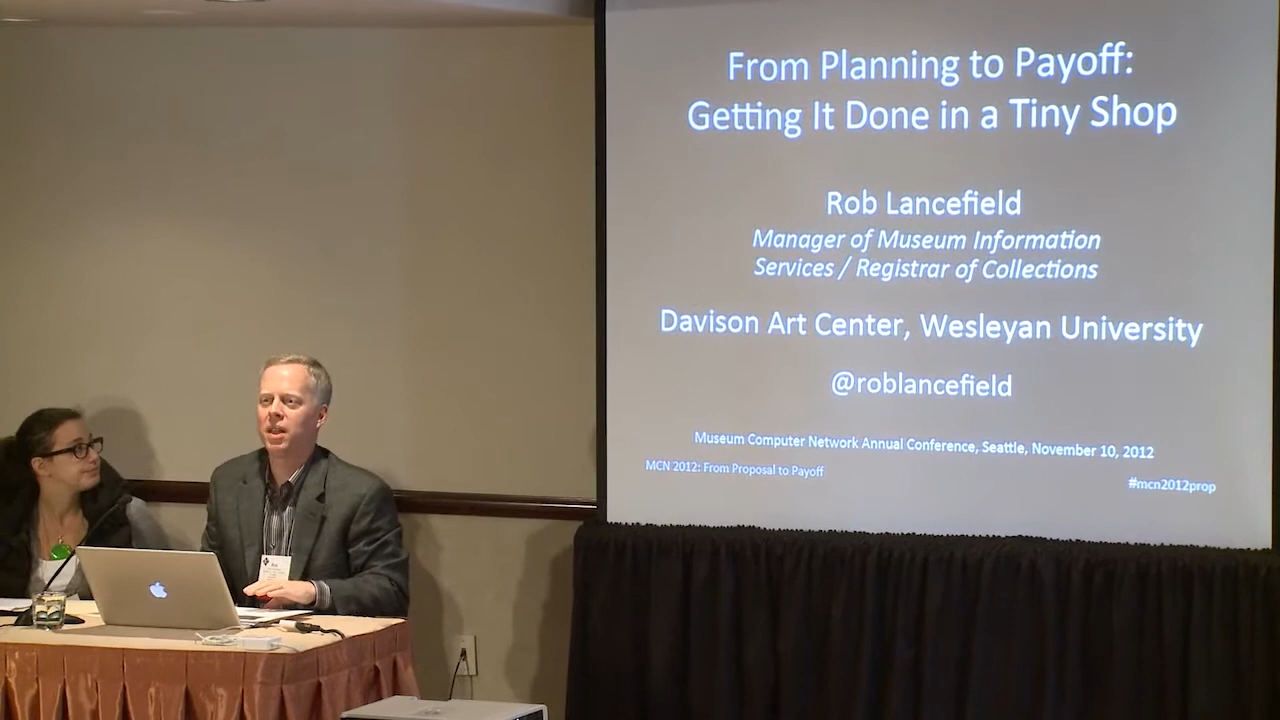 From Planning to Payoff:
Getting It Done in a Tiny Shop
Rob Lancefield
Manager of Museum Information
Services / Registrar of Collections
Davison Art Center, Wesleyan University
@roblancefield
Museum Computer Network Annual Conference, Seattle, November 10, 2012
MCN 2012: From Proposal to Payoff
#mcn2012prop